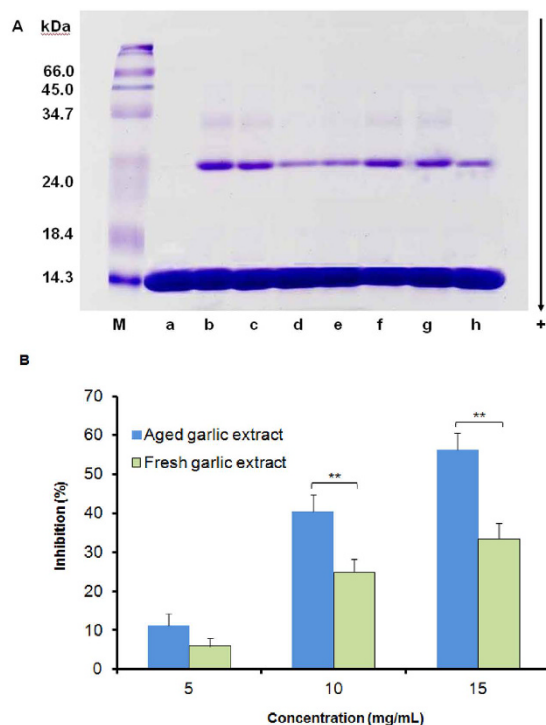 A
kDa
66.0
45.0
34.7
24.0
18.4
14.3
M a b c d e f g h +
B
70
60
50
40
30
20
10
0
Inhibition (%)
Aged garlic extract
Fresh garlic extract
**
**
5 10 15
Concentration (mg/mL)